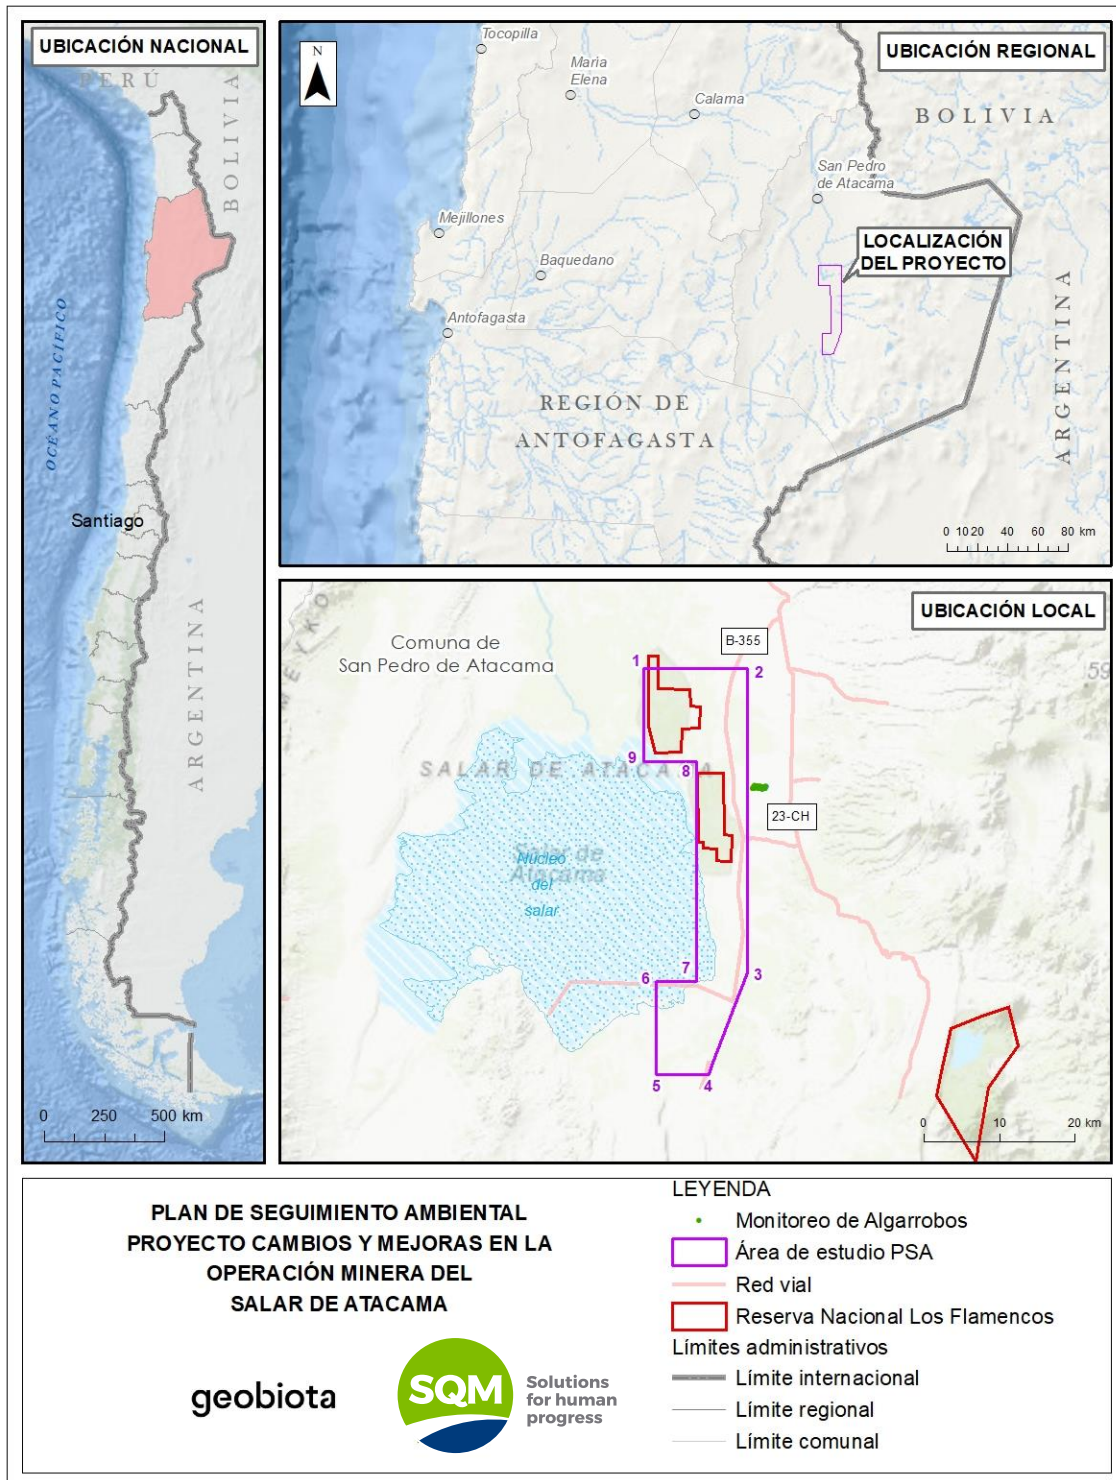 UBICACIÓN NACIONAL
PERÚ
BOLIVIA
OCÉANO PACÍFICO
Santiago
ARGENTINA
0 250 500 km
UBICACIÓN REGIONAL
N
Tocopilla
Maria
Elena
Calama
BOLIVIA
San Pedro
de Atacama
Mejillones
LOCALIZACIÓN
DEL PROYECTO
Baquedano
Antofagasta
ARGENTINA
REGIÓN DE
ANTOFAGASTA
0 10 20 40 60 80 km
UBICACIÓN LOCAL
Comuna de
San Pedro de Atacama
B-355
1
2
59
9
8
SALAR DE ATACAMA
23-CH
Salar de
Atacama
Núcleo
del
salar
7
6
3
5
4
0 10 20 km
PLAN DE SEGUIMIENTO AMBIENTAL
PROYECTO CAMBIOS Y MEJORAS EN LA
OPERACIÓN MINERA DEL
SALAR DE ATACAMA
geobiota
SQM
Solutions
for human
progress
LEYENDA
Monitoreo de Algarrobos
Área de estudio PSA
Red vial
Reserva Nacional Los Flamencos
Límites administrativos
Límite internacional
Límite regional
Límite comunal